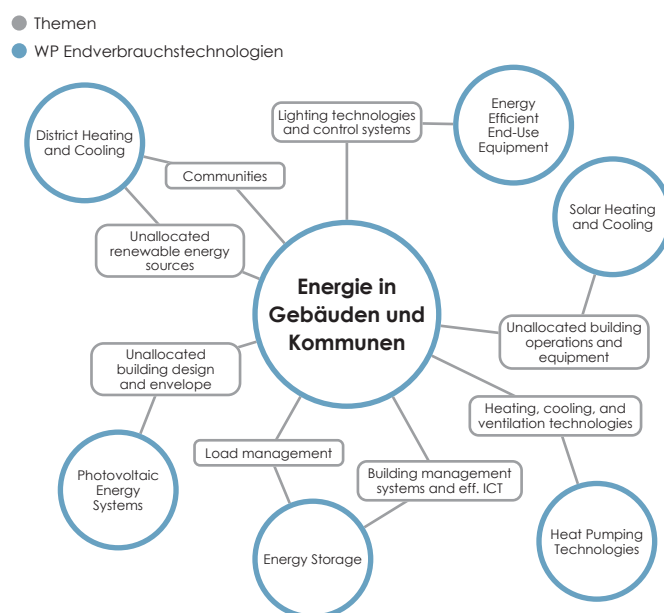 Themen
WP Endverbrauchstechnologien
District Heating
and Cooling
Communities
Unallocated
renewable energy
sources
Lighting technologies
and control systems
Energy
Efficient
End-Use
Equipment
Solar Heating
and Cooling
Energie in
Gebäuden und
Kommunen
Unallocated building
operations and
equipment
Unallocated
building design
and envelope
Heating, cooling, and
ventilation technologies
Load management
Building management
systems and eff. ICT
Photovoltaic
Energy
Systems
Energy Storage
Heat Pumping
Technologies